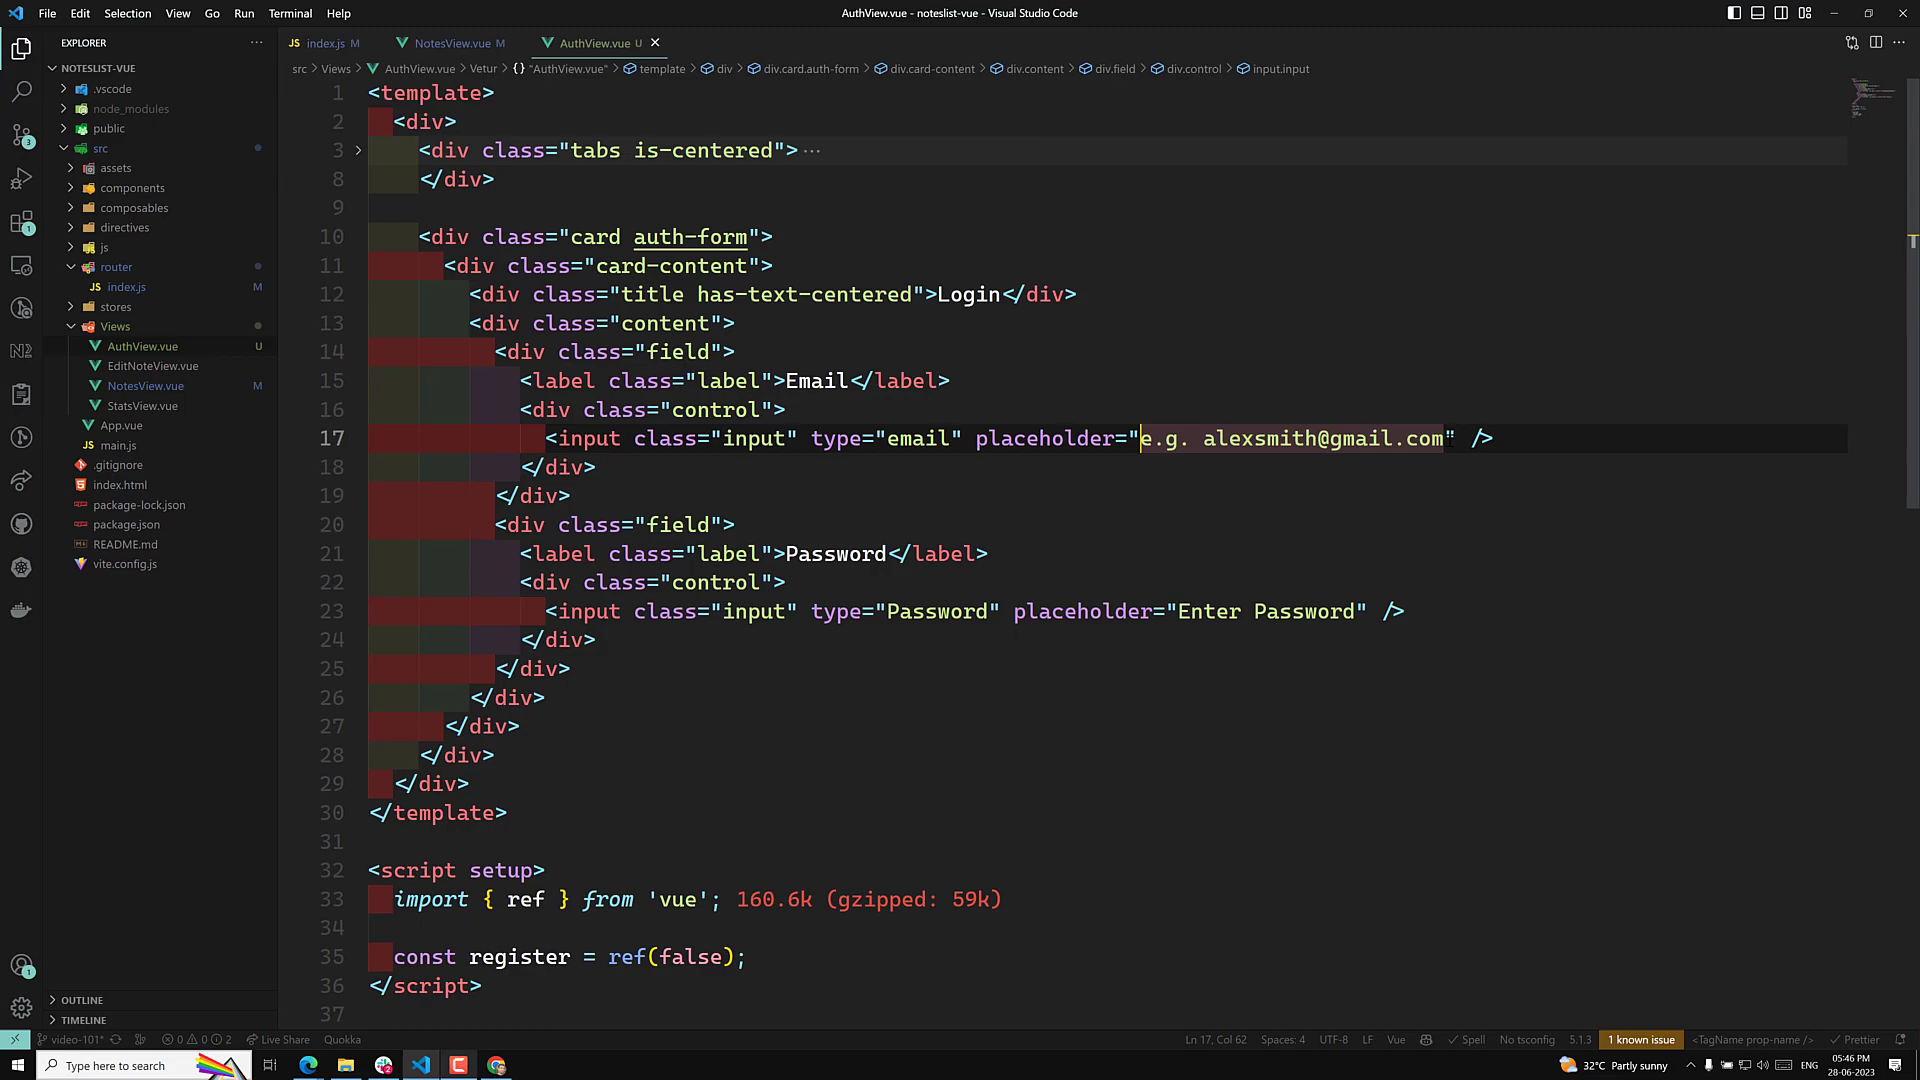 File Edit Selection View Go Run Terminal Help
AuthView.vue - noteslist-vue - Visual Studio Code
EXPLORER
index.js M
NotesView.vue M
AuthView.vue U
NOTESLIST-VUE
src > Views > AuthView.vue > Vetur > {} "AuthView.vue" > template > div > div.card.auth-form > div.card-content > div.content > div.field > div.control > input.input
.vscode
node_modules
public
src
assets
components
composables
directives
js
router
index.js M
stores
Views
AuthView.vue U
EditNoteView.vue
NotesView.vue M
StatsView.vue
App.vue
main.js
.gitignore
index.html
package-lock.json
package.json
README.md
vite.config.js
OUTLINE
TIMELINE
1 <template>
2 <div>
3 <div class="tabs is-centered"> ···
8 </div>
9
10 <div class="card auth-form">
11 <div class="card-content">
12 <div class="title has-text-centered">Login</div>
13 <div class="content">
14 <div class="field">
15 <label class="label">Email</label>
16 <div class="control">
17 <input class="input" type="email" placeholder="e.g. alexsmith@gmail.com" />
18 </div>
19 </div>
20 <div class="field">
21 <label class="label">Password</label>
22 <div class="control">
23 <input class="input" type="Password" placeholder="Enter Password" />
24 </div>
25 </div>
26 </div>
27 </div>
28 </div>
29 </div>
30 </template>
31
32 <script setup>
33 import { ref } from 'vue'; 160.6k (gzipped: 59k)
34
35 const register = ref(false);
36 </script>
37
video-101* 0 0 2 Live Share Quokka
Ln 17, Col 62 Spaces: 4 UTF-8 LF Vue Spell No tsconfig 5.1.3 1 known issue <TagName prop-name /> Prettier
Type here to search
32°C Partly sunny
ENG
05:46 PM
28-06-2023